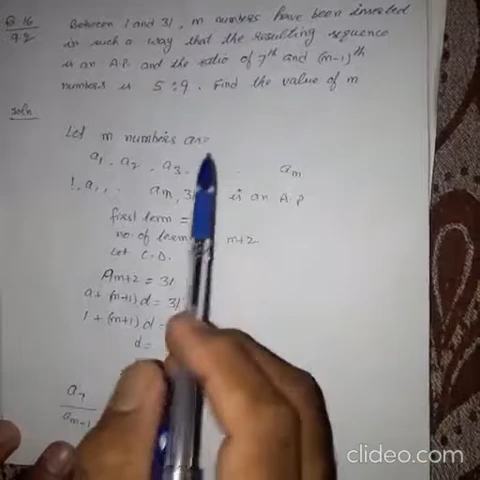 Q.16 Between 1 and 31, m numbers have been inserted
9.2 in such a way that the resulting sequence
is an A.P. and the ratio of 7th and (m-1)th
numbers is 5:9. Find the value of m
Soln
Let m numbers are
a1, a2, a3, . . . am
1, a1, . . am, 31 is an A.P
first term =
no. of term m+2
Let C.D.
Am+2 = 31
a + (m+1)d = 31
1 + (m+1)d =
d =
a7
am-1
clideo.com